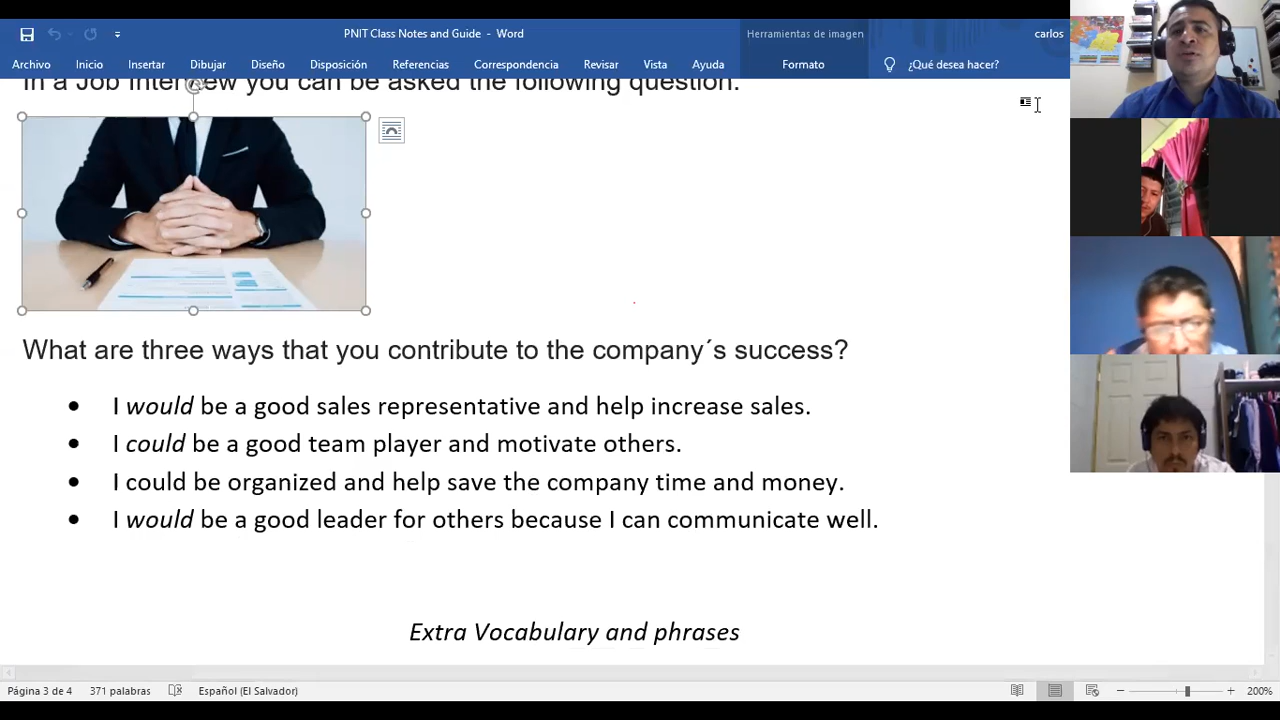 PNIT Class Notes and Guide - Word
Herramientas de imagen
carlos
Archivo Inicio Insertar Dibujar Diseño Disposición Referencias Correspondencia Revisar Vista Ayuda Formato ¿Qué desea hacer?
In a Job Interview you can be asked the following question.
What are three ways that you contribute to the company´s success?
• I would be a good sales representative and help increase sales.
• I could be a good team player and motivate others.
• I could be organized and help save the company time and money.
• I would be a good leader for others because I can communicate well.
Extra Vocabulary and phrases
Página 3 de 4 371 palabras Español (El Salvador) 200%